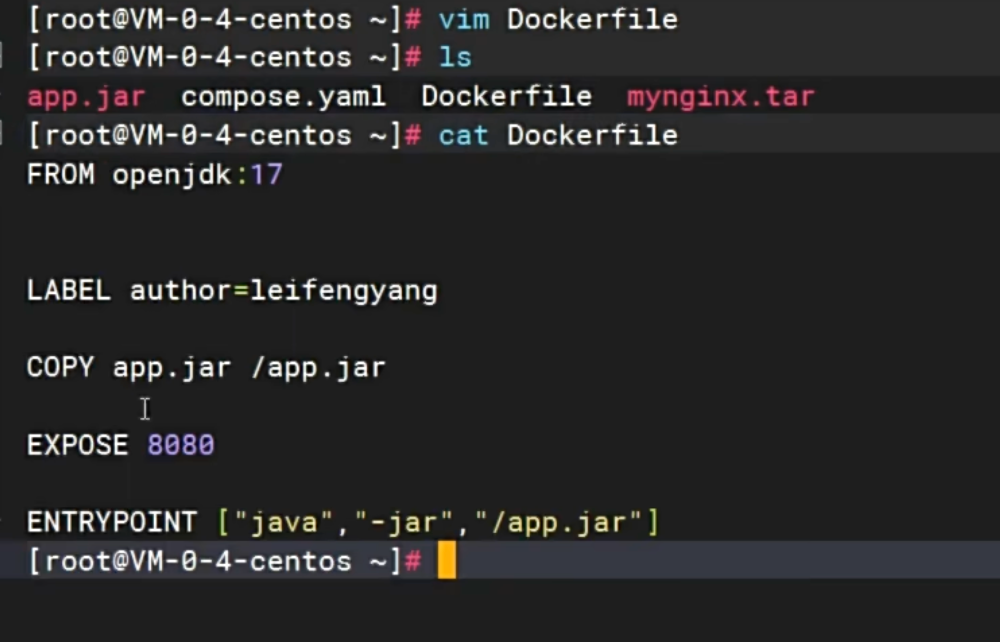 [root@VM-0-4-centos ~]# vim Dockerfile
[root@VM-0-4-centos ~]# ls
app.jar  compose.yaml  Dockerfile  mynginx.tar
[root@VM-0-4-centos ~]# cat Dockerfile
FROM openjdk:17
LABEL author=leifengyang
COPY app.jar /app.jar
EXPOSE 8080
ENTRYPOINT ["java","-jar","/app.jar"]
[root@VM-0-4-centos ~]#